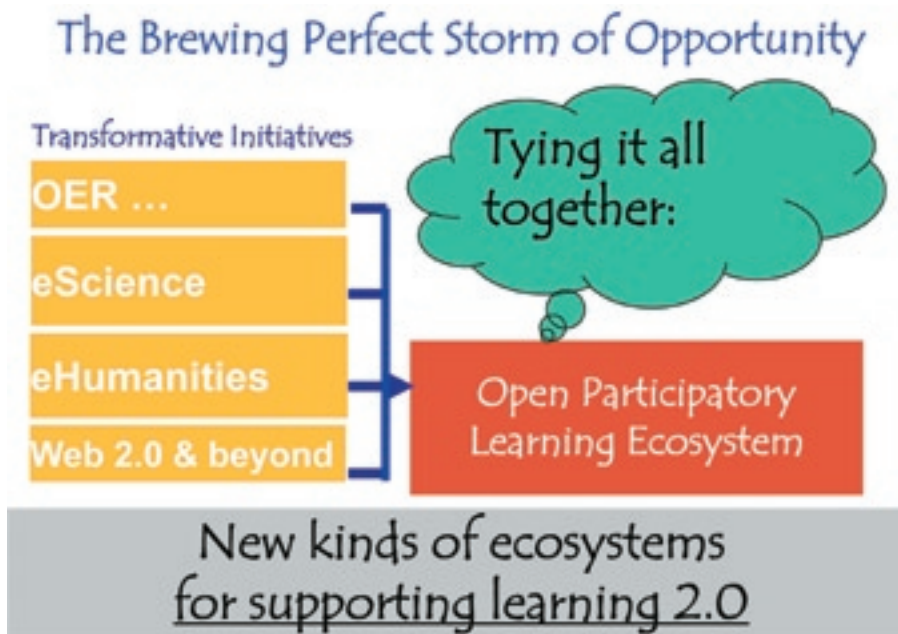 The Brewing Perfect Storm of Opportunity
Transformative Initiatives
OER ...
eScience
eHumanities
Web 2.0 & beyond
Tying it all
together:
Open Participatory
Learning Ecosystem
New kinds of ecosystems
for supporting learning 2.0